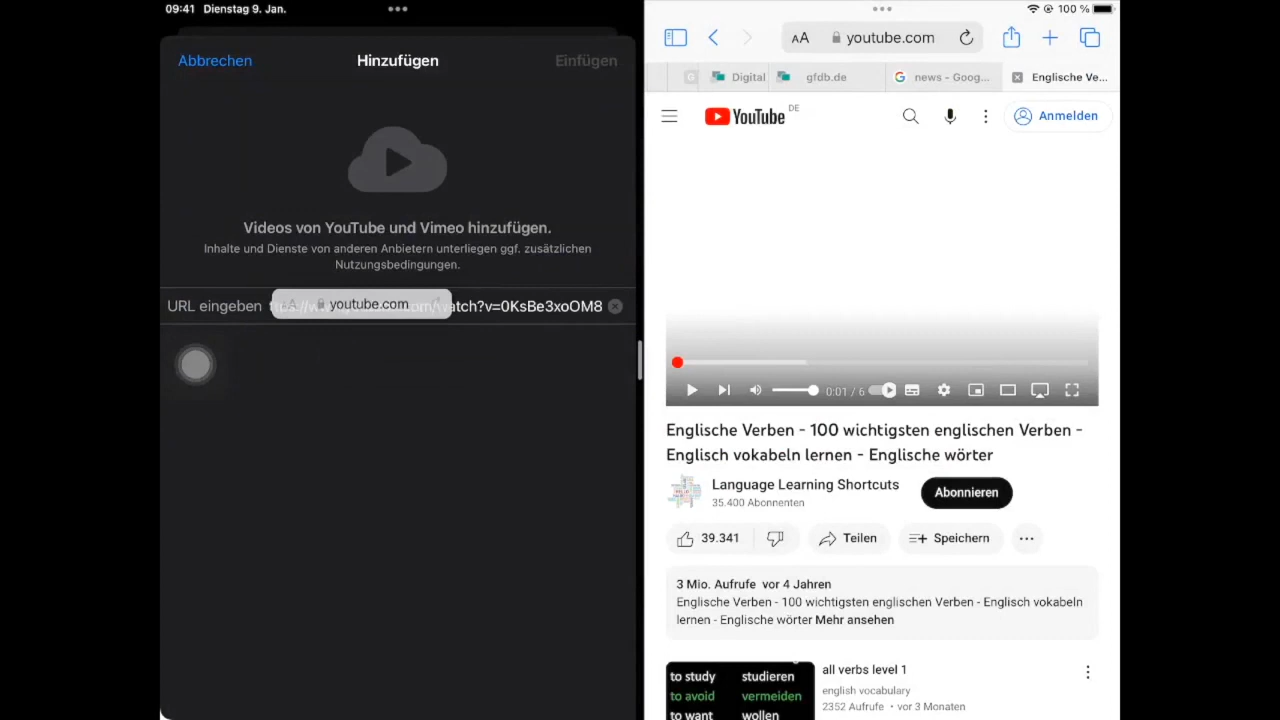 09:41 Dienstag 9. Jan.
Abbrechen
Hinzufügen
Einfügen
Videos von YouTube und Vimeo hinzufügen.
Inhalte und Dienste von anderen Anbietern unterliegen ggf. zusätzlichen
Nutzungsbedingungen.
URL eingeben
youtube.com
/watch?v=0KsBe3xoOM8
100 %
AA
youtube.com
G
Digital
gfdb.de
news - Goog...
Englische Ve...
YouTube DE
Anmelden
0:01 / 6
Englische Verben - 100 wichtigsten englischen Verben -
Englisch vokabeln lernen - Englische wörter
Language Learning Shortcuts
35.400 Abonnenten
Abonnieren
39.341
Teilen
Speichern
3 Mio. Aufrufe vor 4 Jahren
Englische Verben - 100 wichtigsten englischen Verben - Englisch vokabeln
lernen - Englische wörter Mehr ansehen
to study studieren
to avoid vermeiden
to want wollen
all verbs level 1
english vocabulary
2352 Aufrufe • vor 3 Monaten